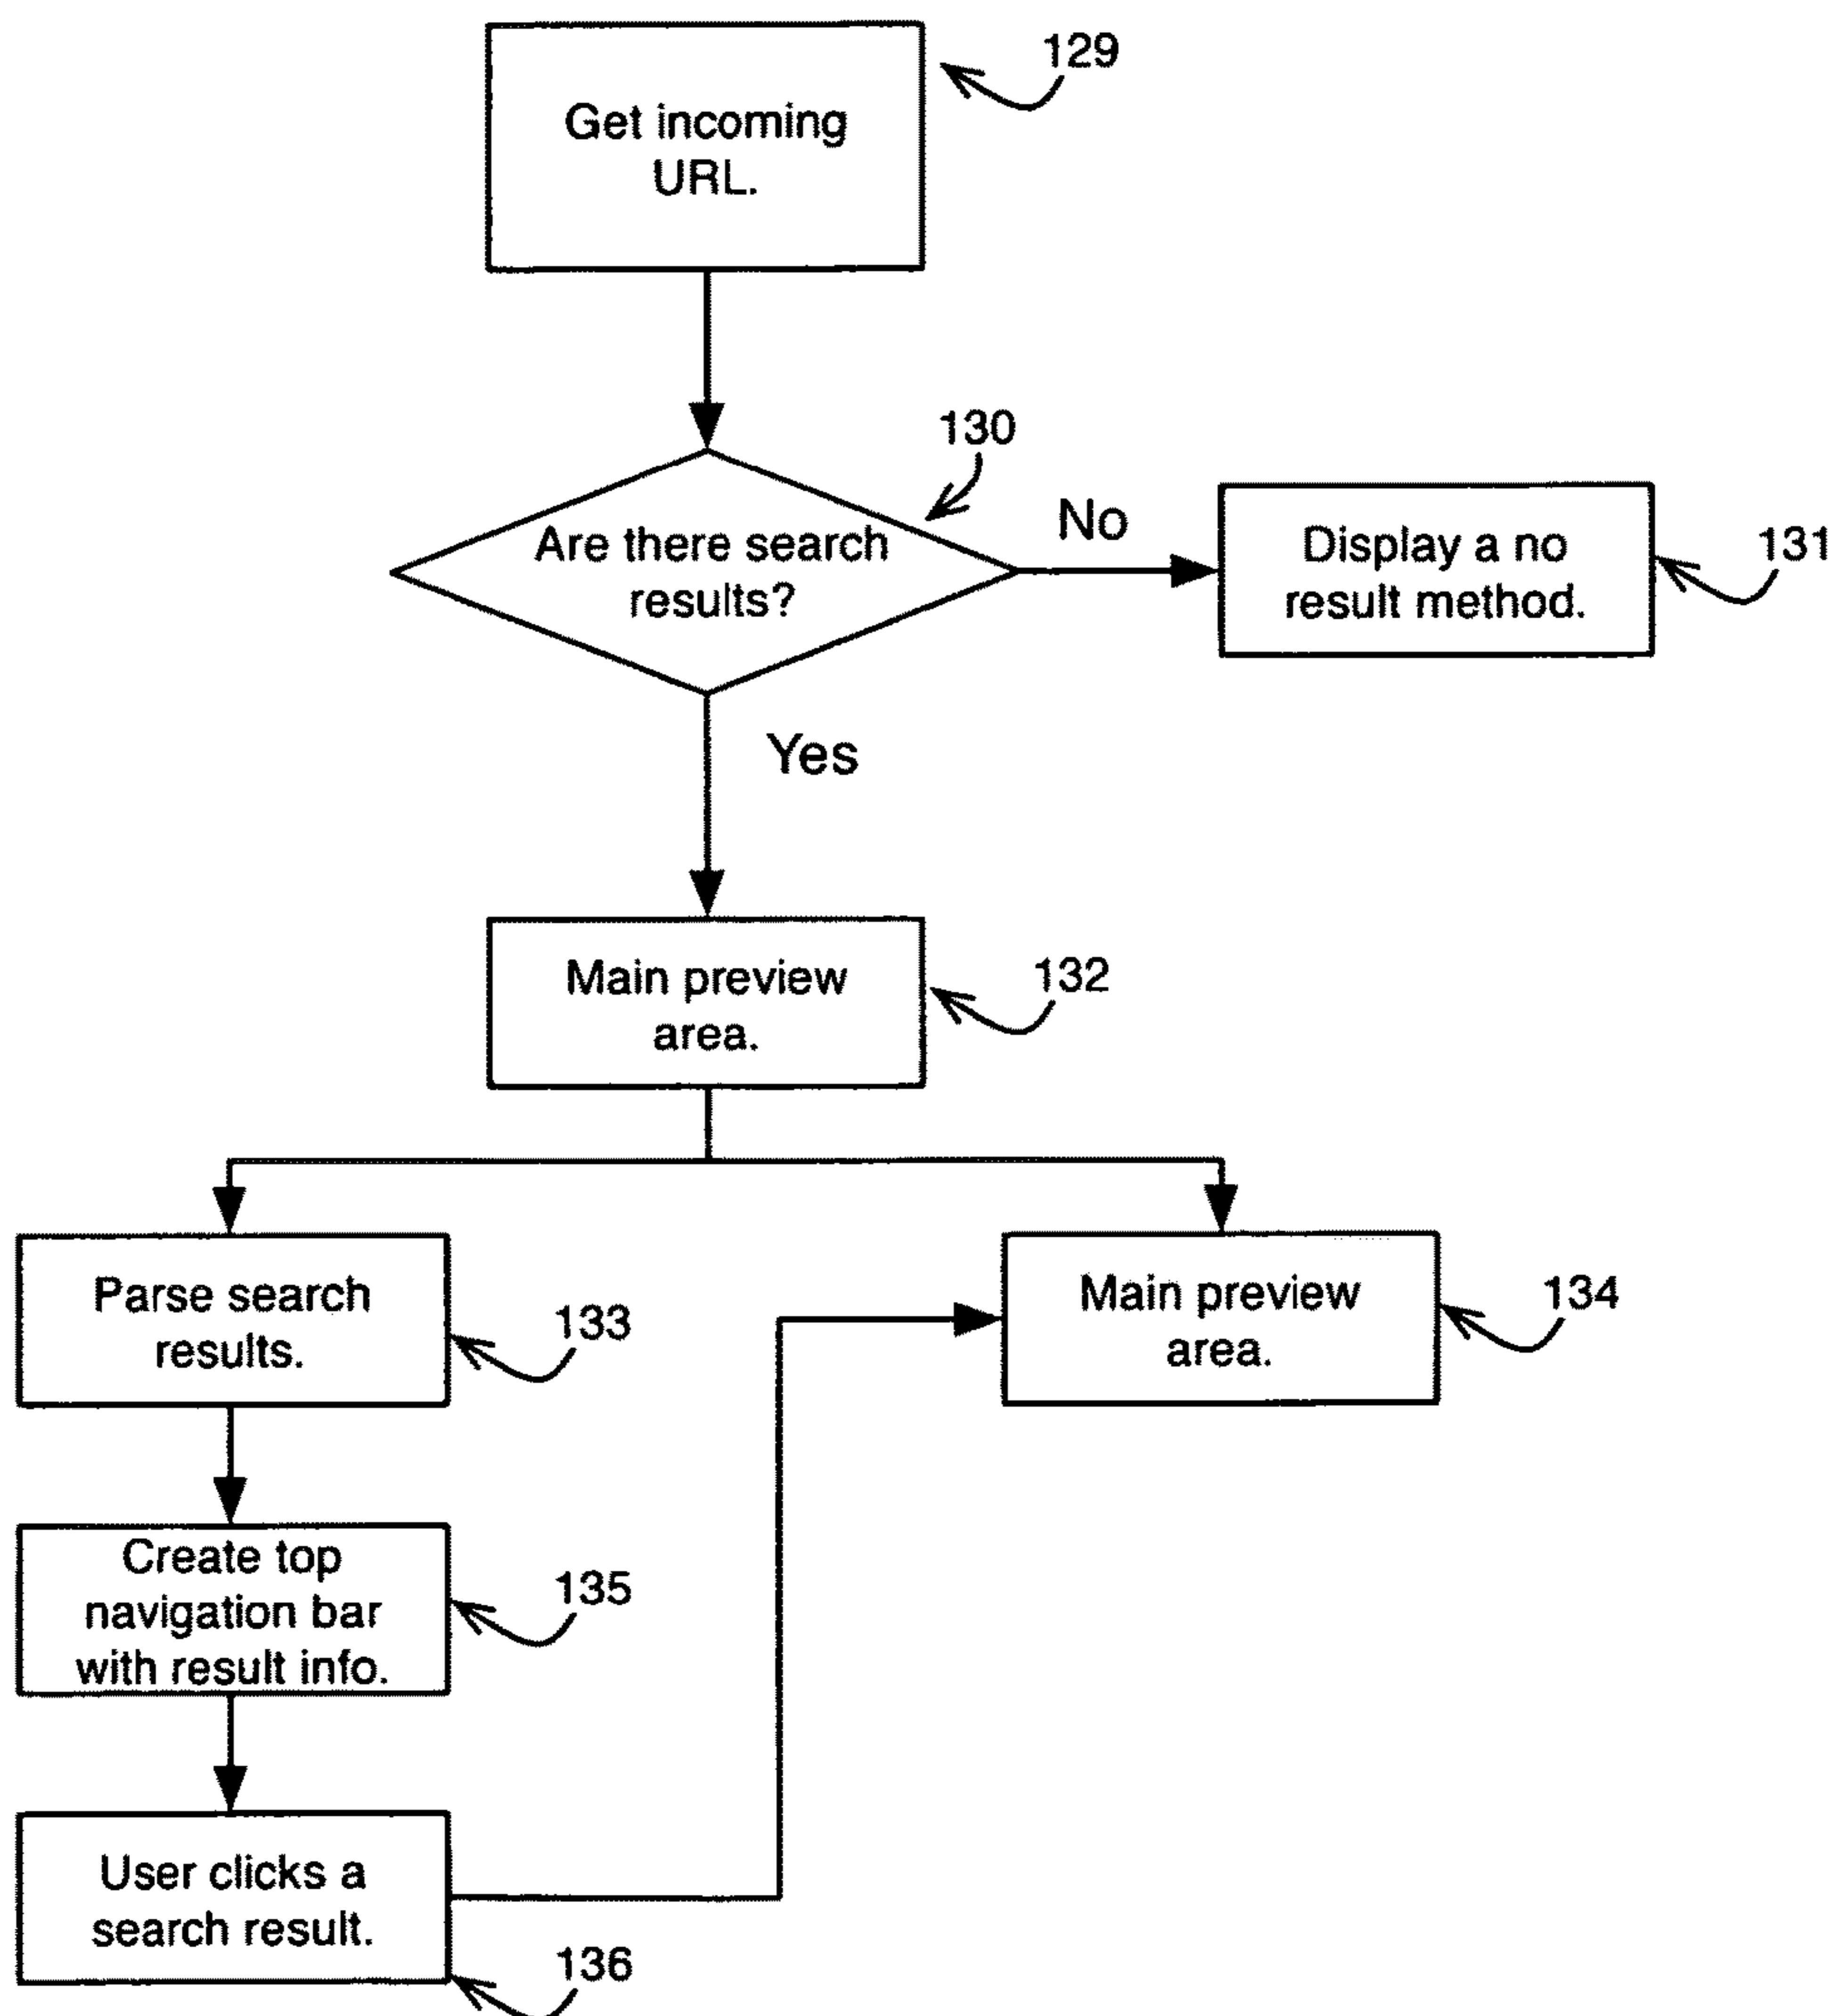 129
Get incoming
URL.
130
Are there search
results?
No
Display a no
result method.
131
Yes
Main preview
area.
132
Parse search
results.
133
Main preview
area.
134
Create top
navigation bar
with result info.
135
User clicks a
search result.
136